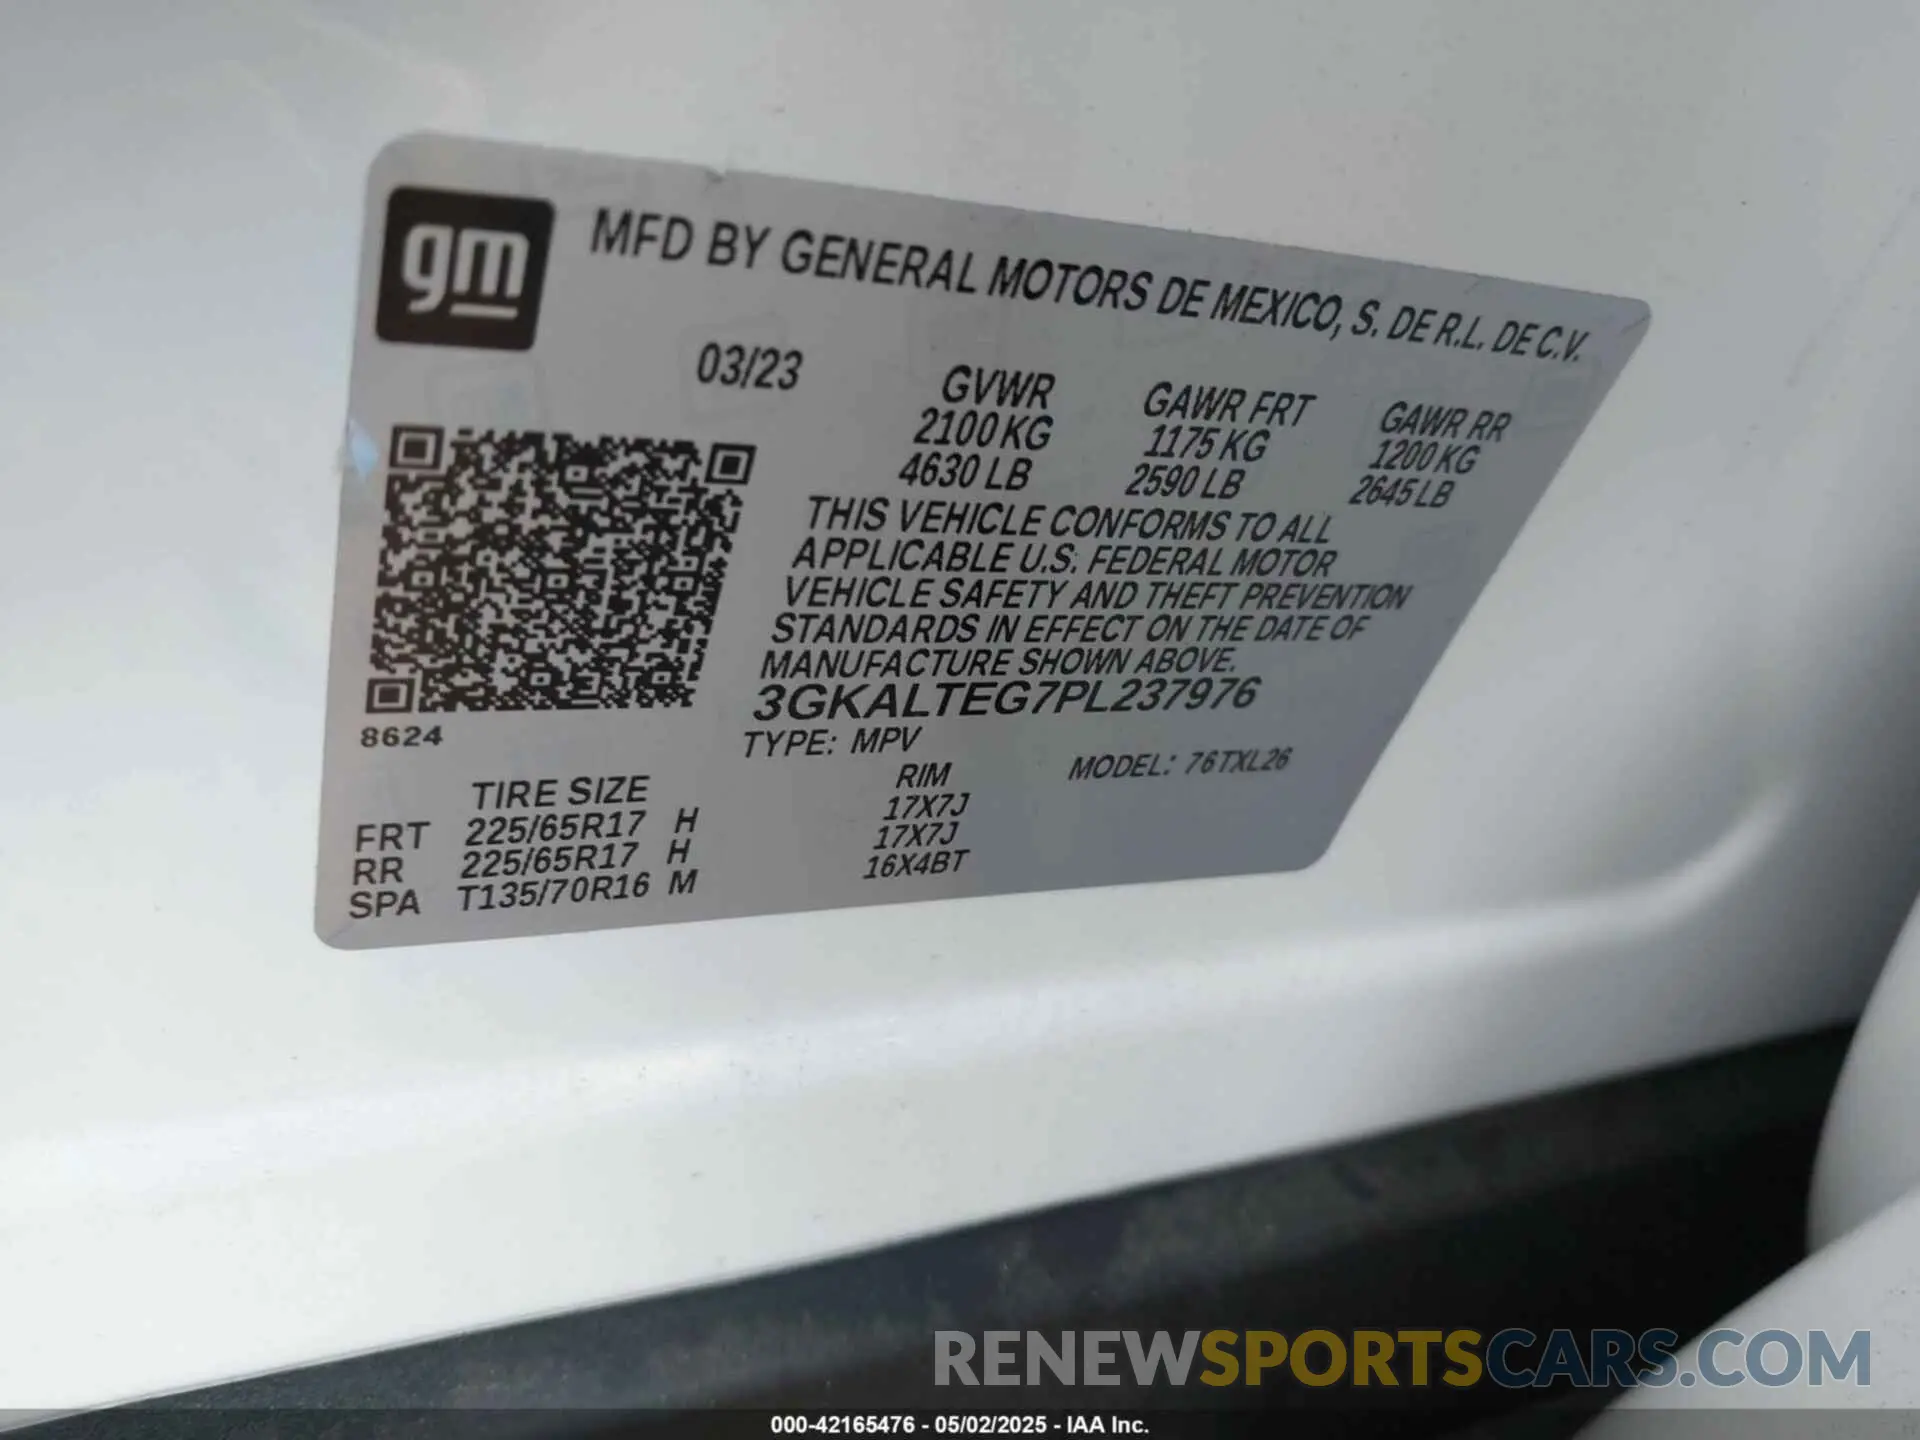 gm
MFD BY GENERAL MOTORS DE MEXICO, S. DE R.L. DE C.V.
03/23
GVWR GAWR FRT GAWR RR
2100 KG 1175 KG 1200 KG
4630 LB 2590 LB 2645 LB
THIS VEHICLE CONFORMS TO ALL
APPLICABLE U.S. FEDERAL MOTOR
VEHICLE SAFETY AND THEFT PREVENTION
STANDARDS IN EFFECT ON THE DATE OF
MANUFACTURE SHOWN ABOVE.
3GKALTEG7PL237976
8624
TYPE: MPV MODEL: 76TXL26
TIRE SIZE RIM
FRT 225/65R17 H 17X7J
RR 225/65R17 H 17X7J
SPA T135/70R16 M 16X4BT
RENEWSPORTSCARS.COM
000-42165476 - 05/02/2025 - IAA Inc.